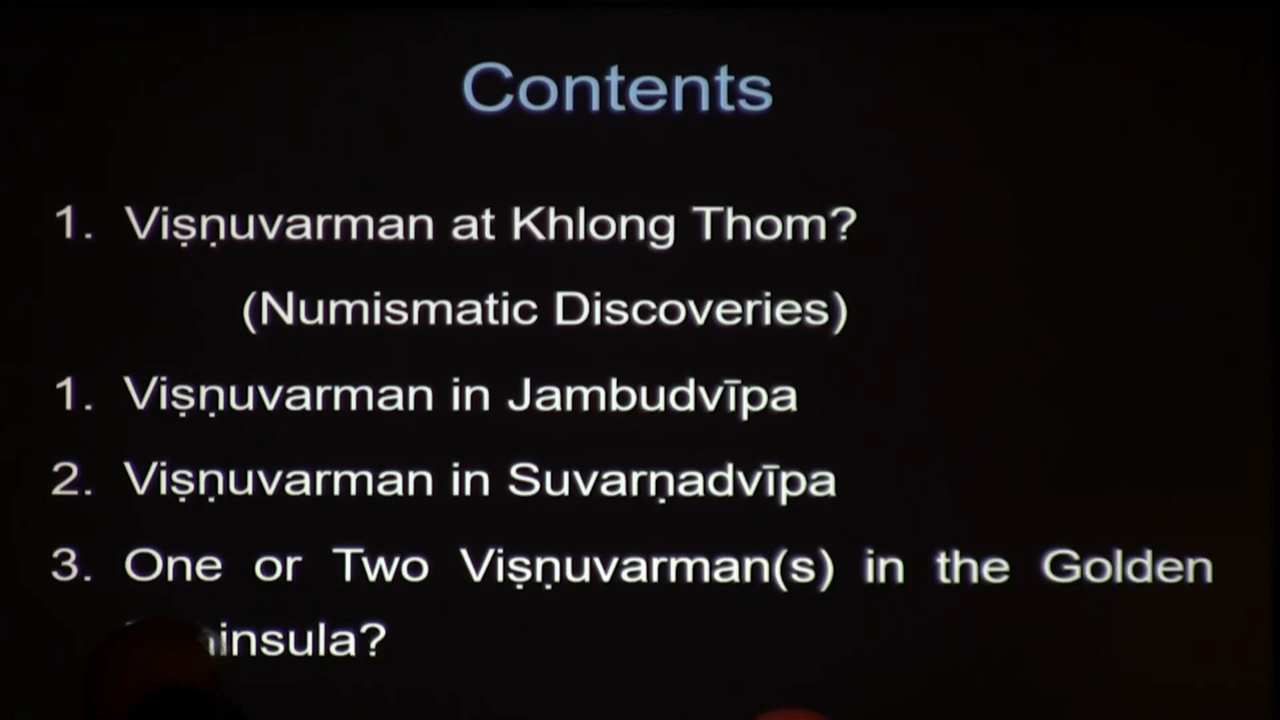 Contents
1. Viṣṇuvarman at Khlong Thom?
(Numismatic Discoveries)
1. Viṣṇuvarman in Jambudvīpa
2. Viṣṇuvarman in Suvarṇadvīpa
3. One or Two Viṣṇuvarman(s) in the Golden
insula?